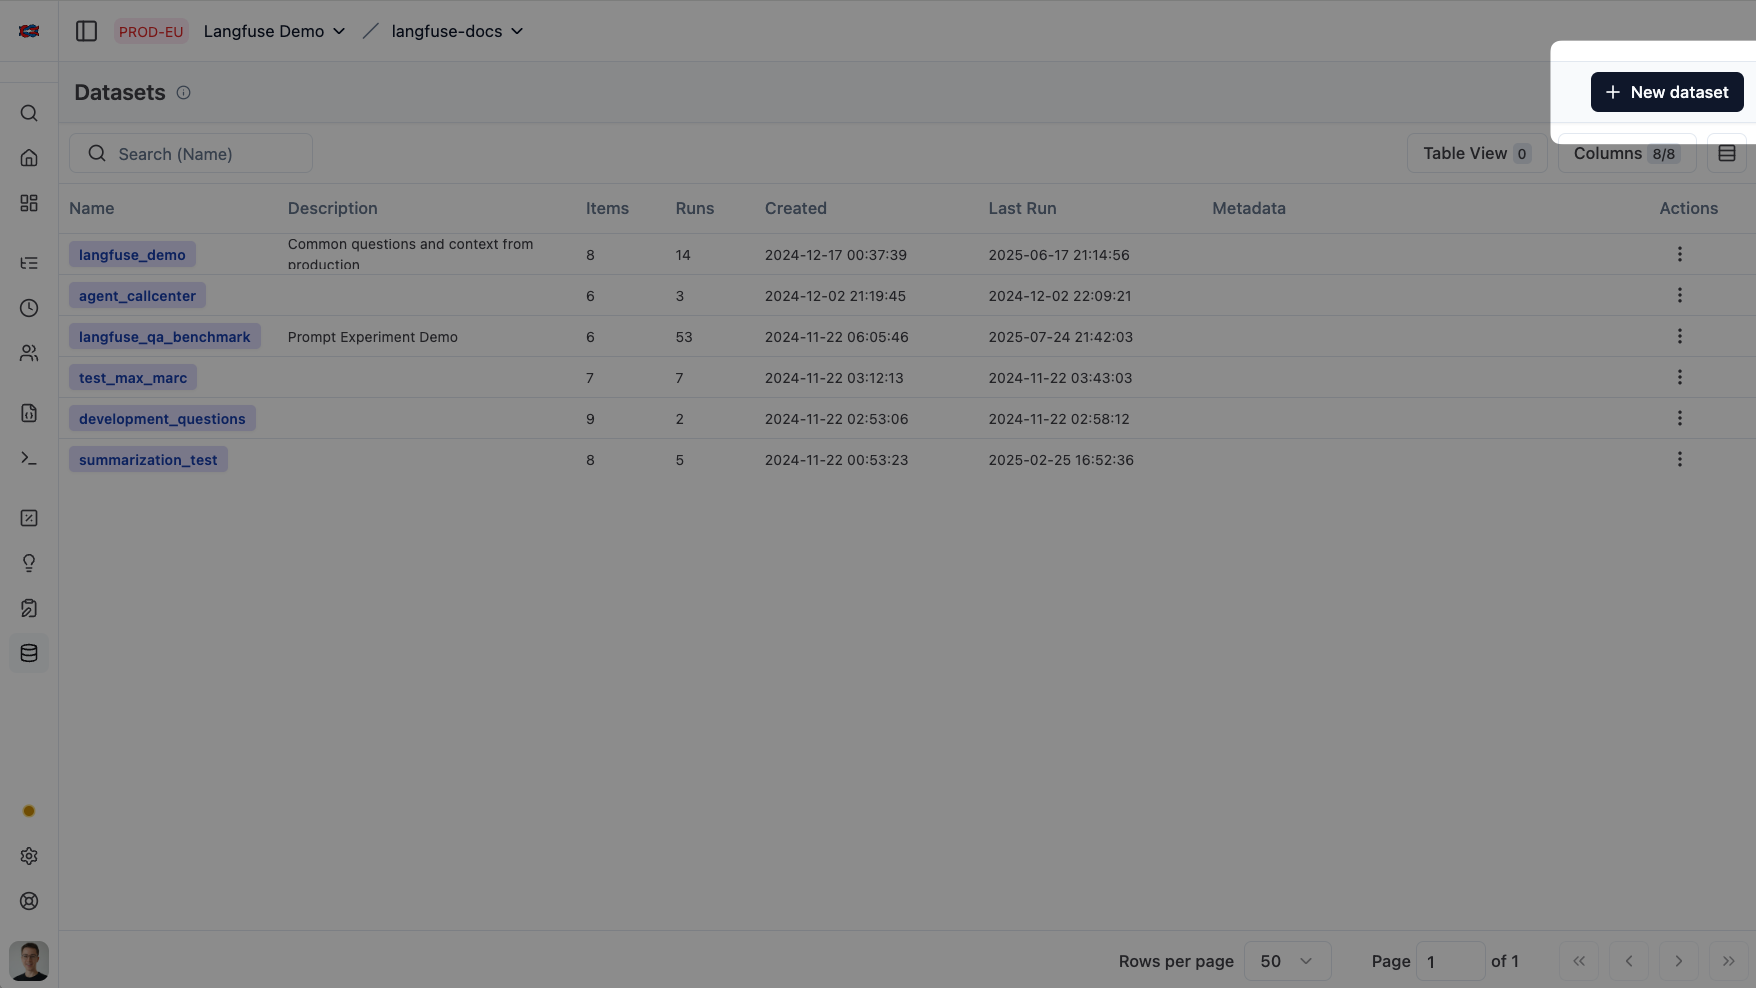 PROD-EU Langfuse Demo langfuse-docs
Datasets
New dataset
Search (Name)
Table View 0
Columns 8/8
Name Description Items Runs Created Last Run Metadata Actions
langfuse_demo Common questions and context from production 8 14 2024-12-17 00:37:39 2025-06-17 21:14:56
agent_callcenter 6 3 2024-12-02 21:19:45 2024-12-02 22:09:21
langfuse_qa_benchmark Prompt Experiment Demo 6 53 2024-11-22 06:05:46 2025-07-24 21:42:03
test_max_marc 7 7 2024-11-22 03:12:13 2024-11-22 03:43:03
development_questions 9 2 2024-11-22 02:53:06 2024-11-22 02:58:12
summarization_test 8 5 2024-11-22 00:53:23 2025-02-25 16:52:36
Rows per page 50 Page 1 of 1